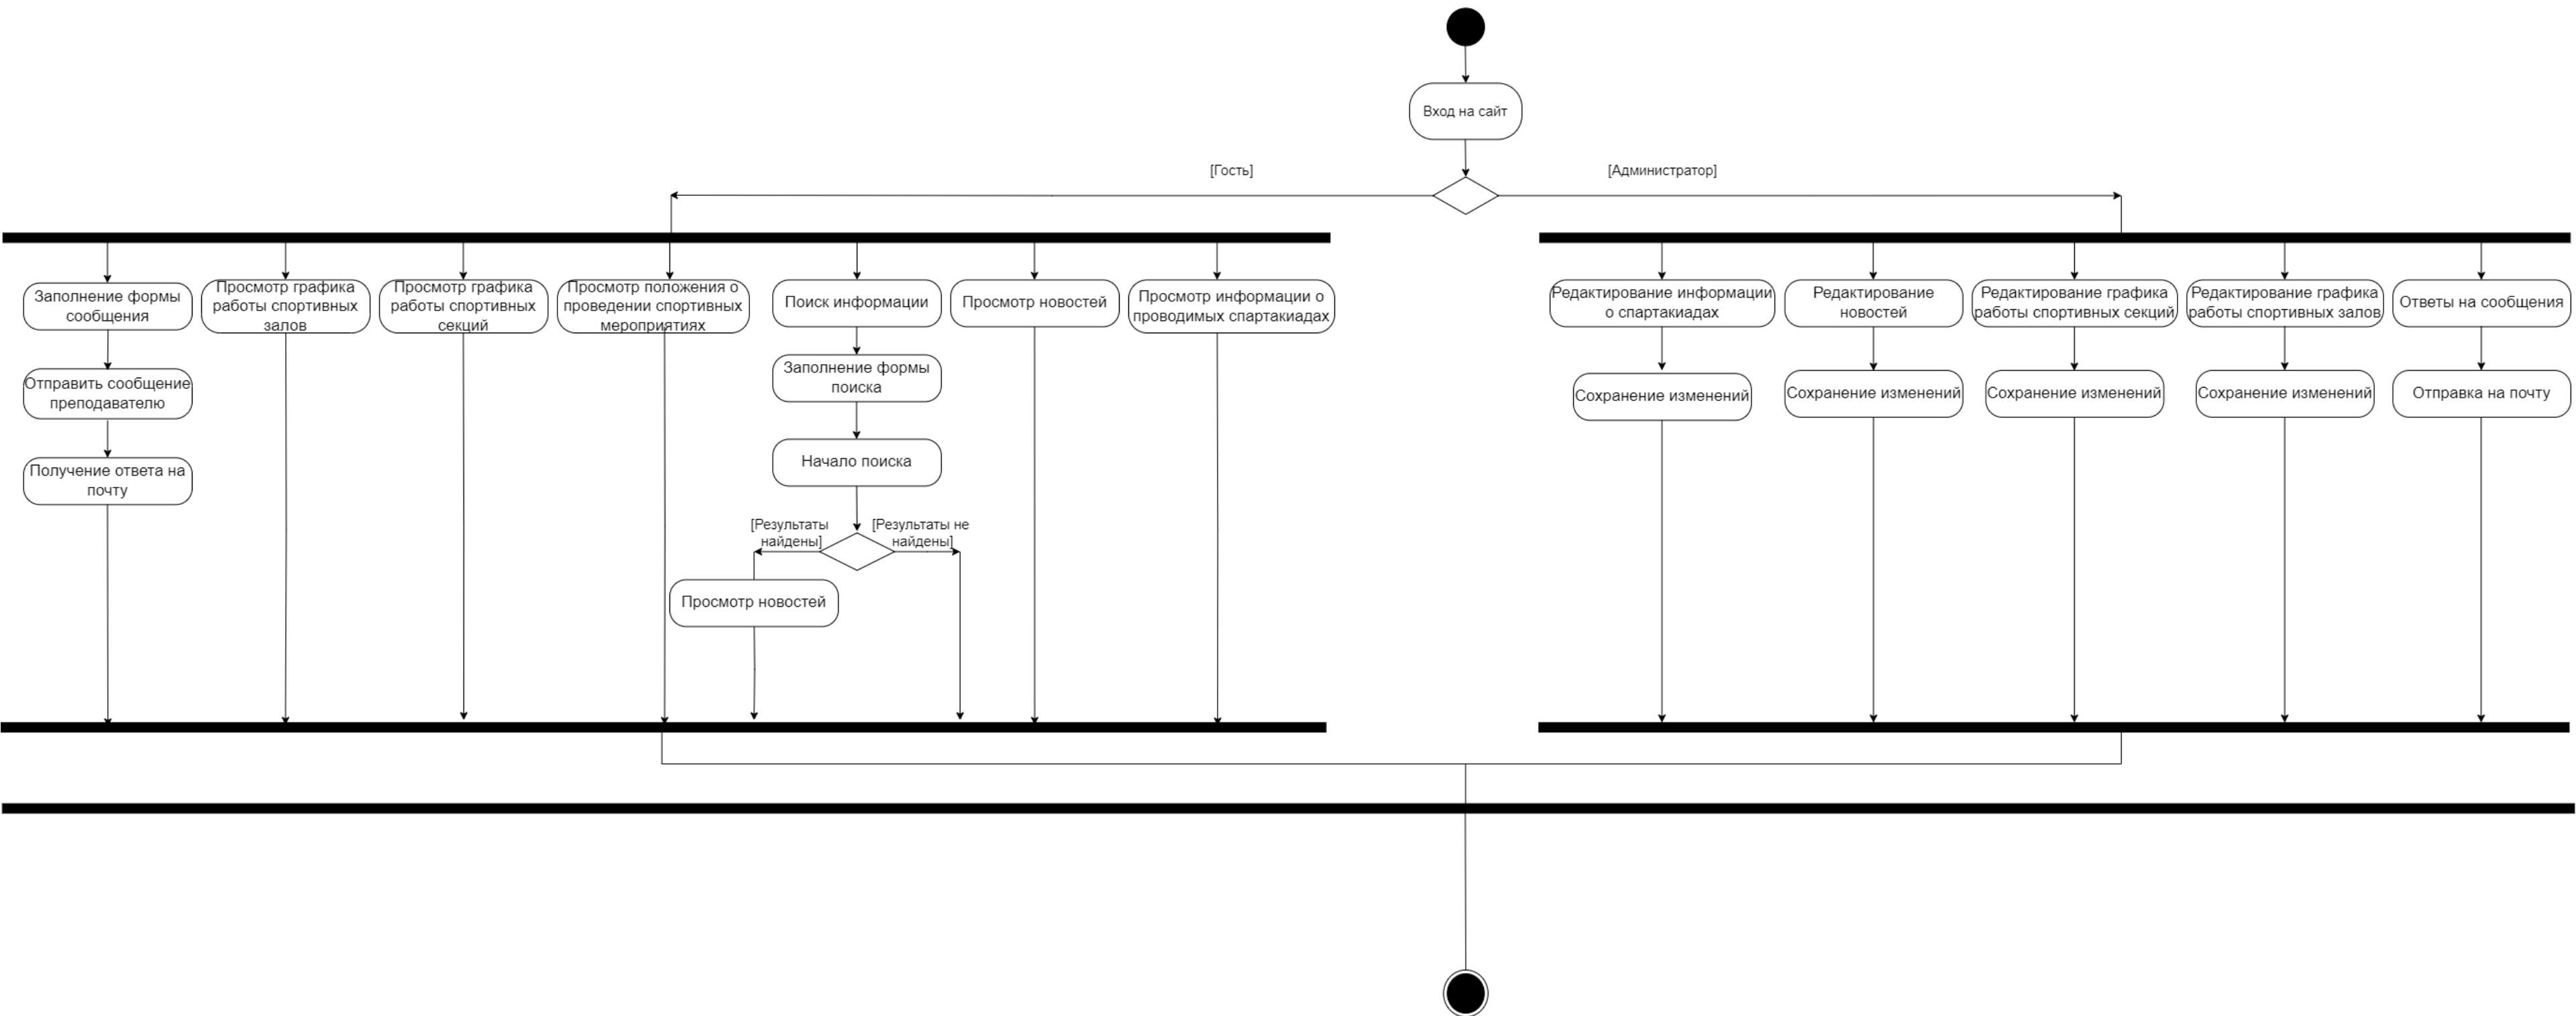 Вход на сайт
[Гость]
[Администратор]
Заполнение формы
сообщения
Просмотр графика
работы спортивных
залов
Просмотр графика
работы спортивных
секций
Просмотр положения о
проведении спортивных
мероприятиях
Поиск информации
Просмотр новостей
Просмотр информации о
проводимых спартакиадах
Редактирование информации
о спартакиадах
Редактирование
новостей
Редактирование графика
работы спортивных секций
Редактирование графика
работы спортивных залов
Ответы на сообщения
Отправить сообщение
преподавателю
Заполнение формы
поиска
Сохранение изменений
Сохранение изменений
Сохранение изменений
Сохранение изменений
Отправка на почту
Получение ответа на
почту
Начало поиска
[Результаты
найдены]
[Результаты не
найдены]
Просмотр новостей